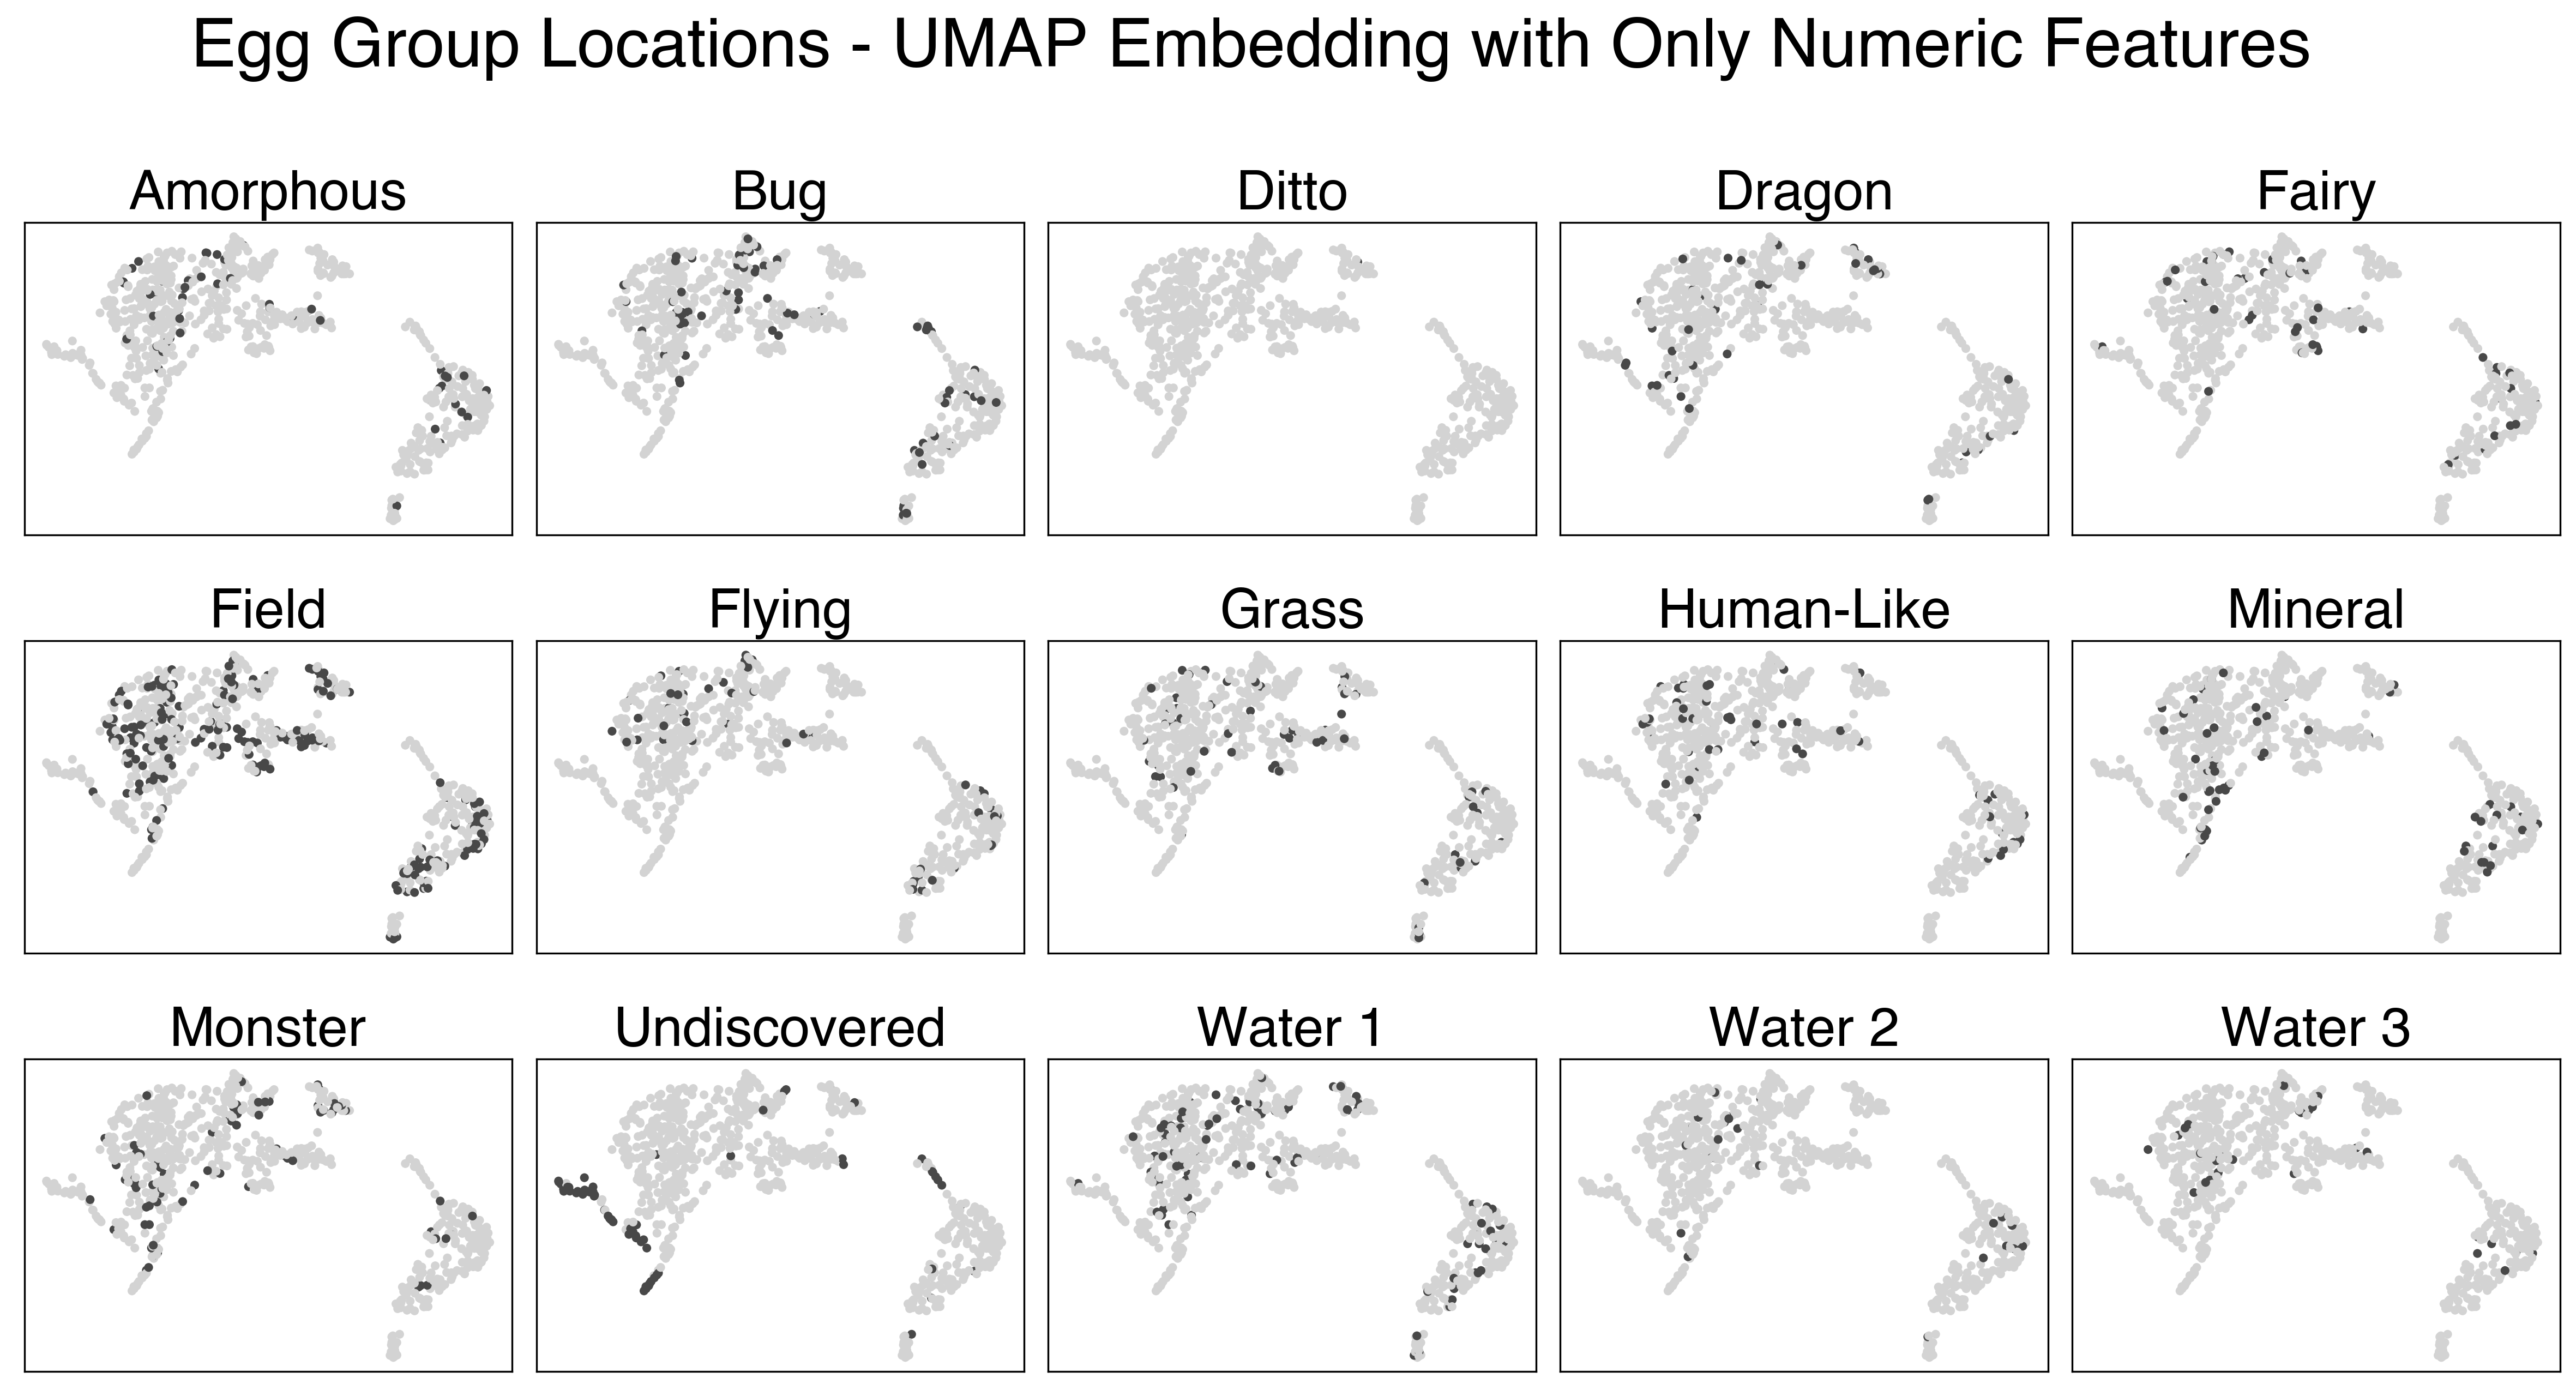 Egg Group Locations - UMAP Embedding with Only Numeric Features
Amorphous
Bug
Ditto
Dragon
Fairy
Field
Flying
Grass
Human-Like
Mineral
Monster
Undiscovered
Water 1
Water 2
Water 3